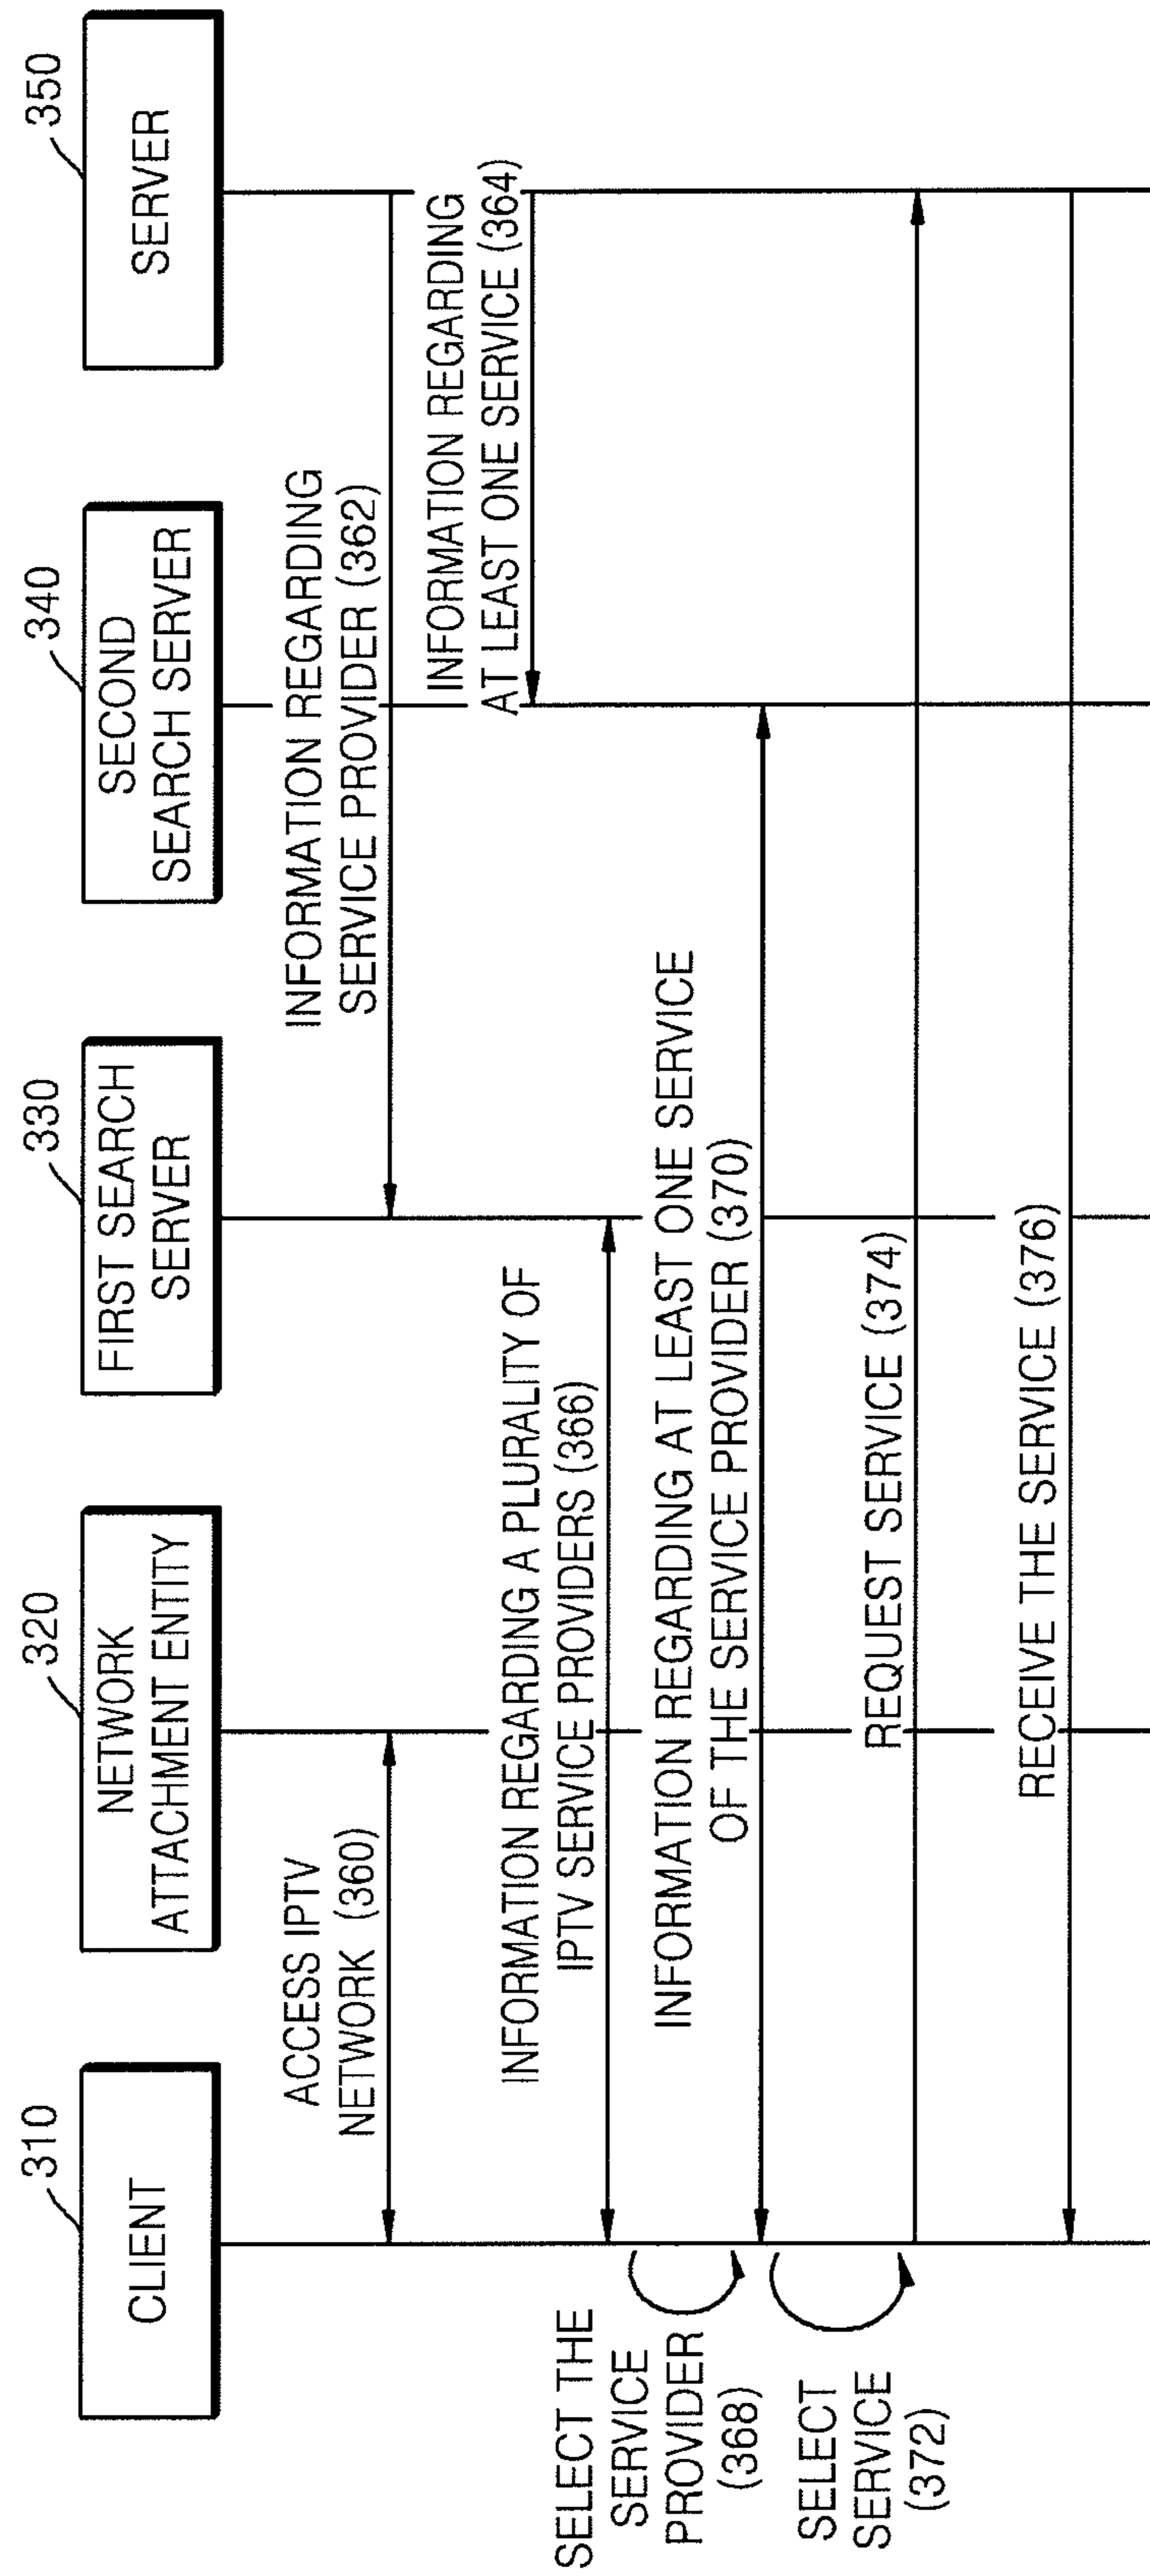 310
320
330
340
350
CLIENT
NETWORK
ATTACHMENT ENTITY
FIRST SEARCH
SERVER
SECOND
SEARCH SERVER
SERVER
ACCESS IPTV
NETWORK (360)
INFORMATION REGARDING
SERVICE PROVIDER (362)
INFORMATION REGARDING
AT LEAST ONE SERVICE (364)
INFORMATION REGARDING A PLURALITY OF
IPTV SERVICE PROVIDERS (366)
SELECT THE
SERVICE
PROVIDER
(368)
INFORMATION REGARDING AT LEAST ONE SERVICE
OF THE SERVICE PROVIDER (370)
SELECT
SERVICE
(372)
REQUEST SERVICE (374)
RECEIVE THE SERVICE (376)